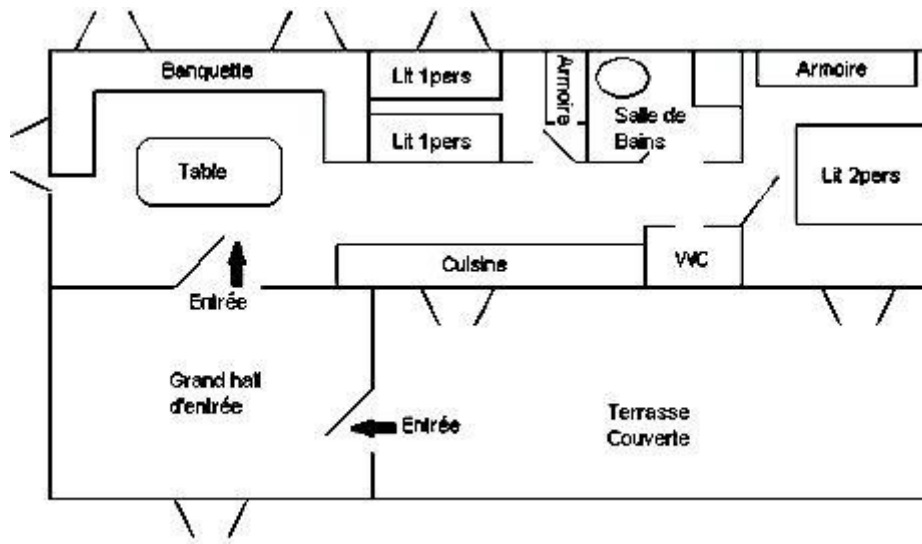 Banquette
Lit 1pers
Armoire
Armoire
Lit 1pers
Salle de
Bains
Table
Lit 2pers
Cuisine
WC
Entrée
Grand hall
d'entrée
Entrée
Terrasse
Couverte